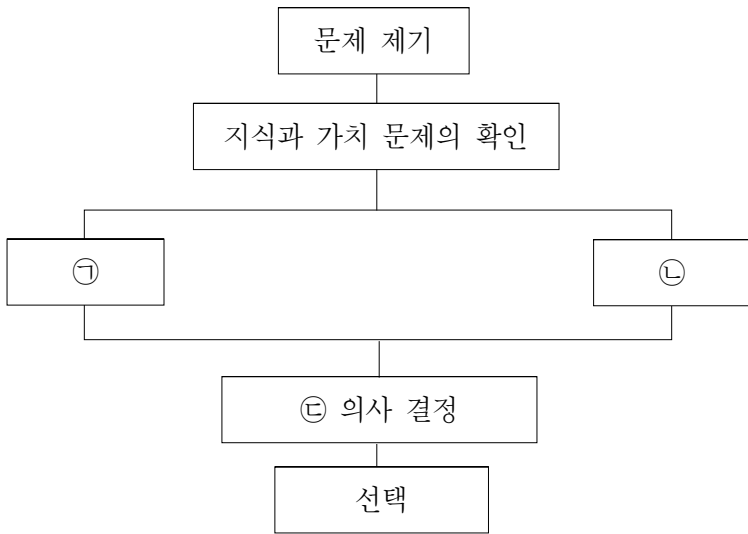 문제 제기
지식과 가치 문제의 확인
㉠
㉡
㉢ 의사 결정
선택